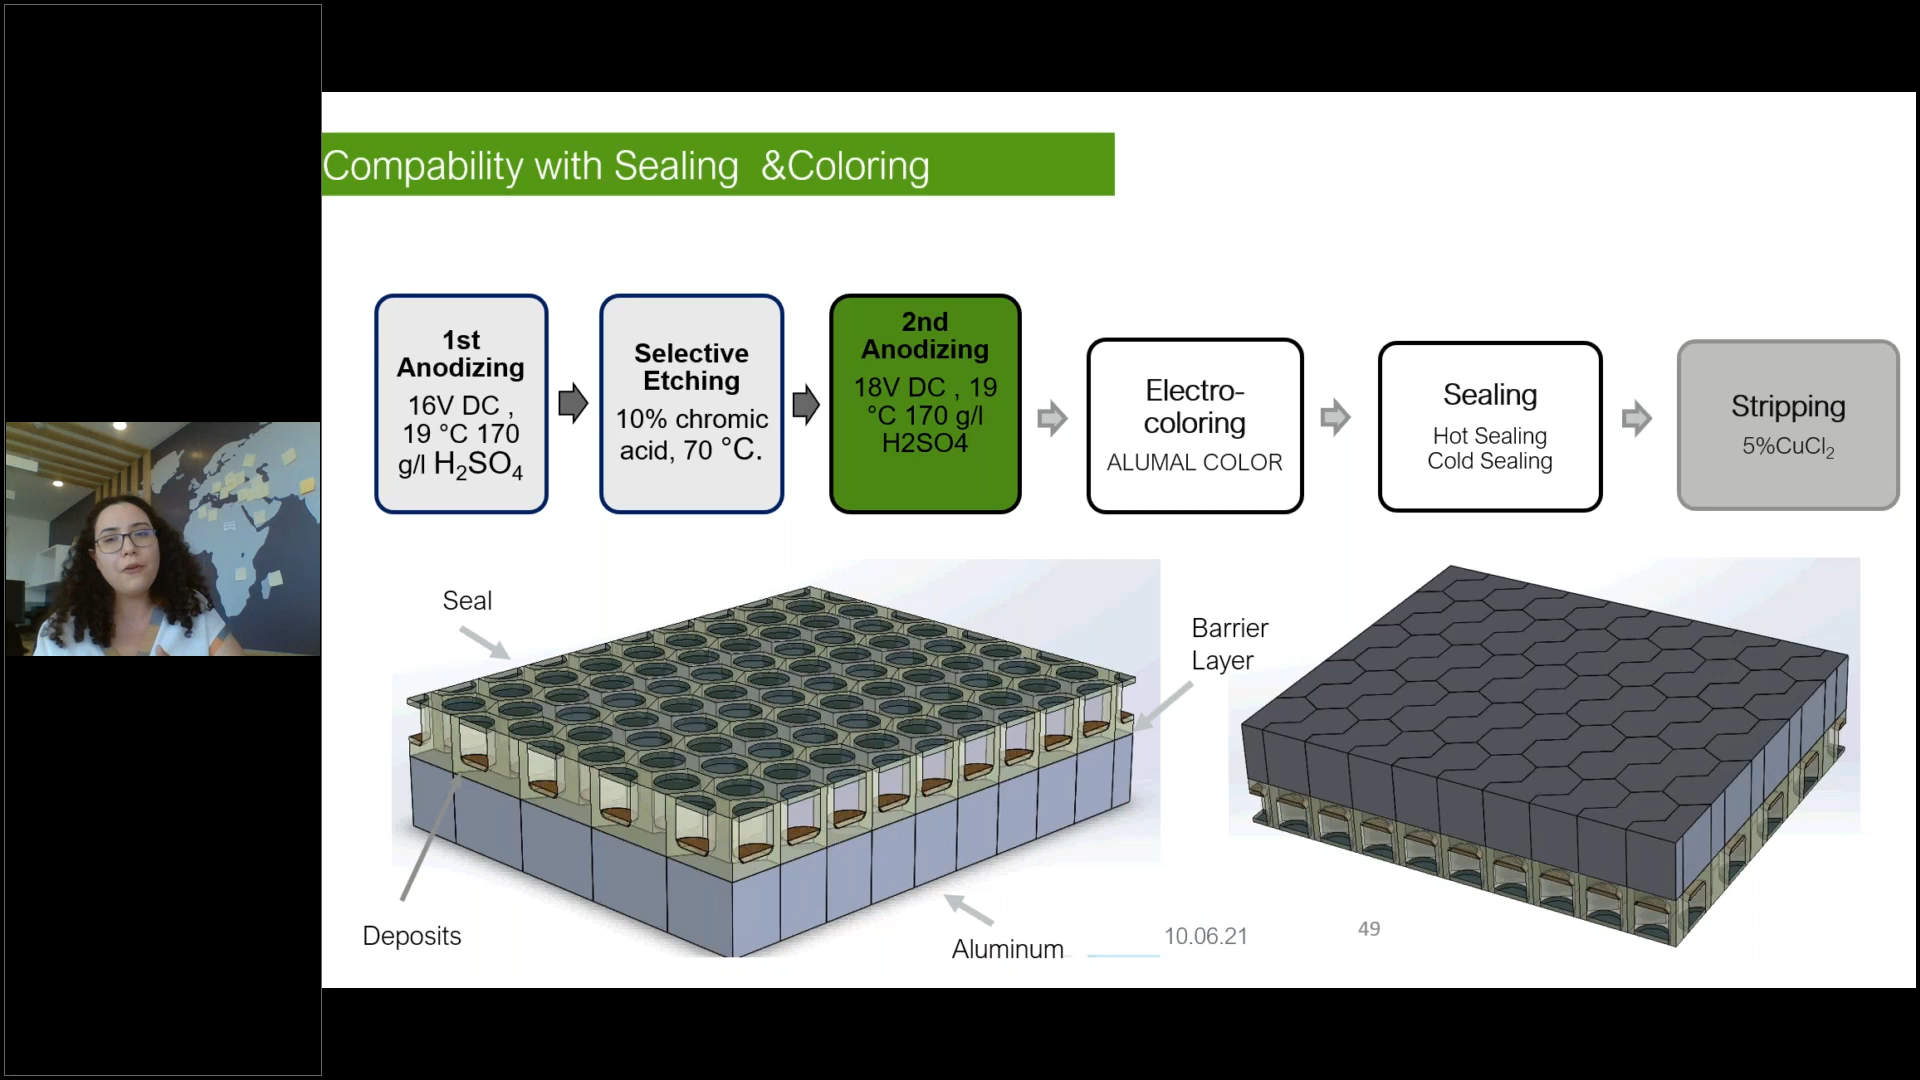 Compability with Sealing  &Coloring
1st
Anodizing
16V DC ,
19 °C 170
g/l H₂SO₄
Selective
Etching
10% chromic
acid, 70 °C.
2nd
Anodizing
18V DC , 19
°C 170 g/l
H2SO4
Electro-
coloring
ALUMAL COLOR
Sealing
Hot Sealing
Cold Sealing
Stripping
5%CuCl₂
Seal
Barrier
Layer
Deposits
Aluminum
10.06.21
49